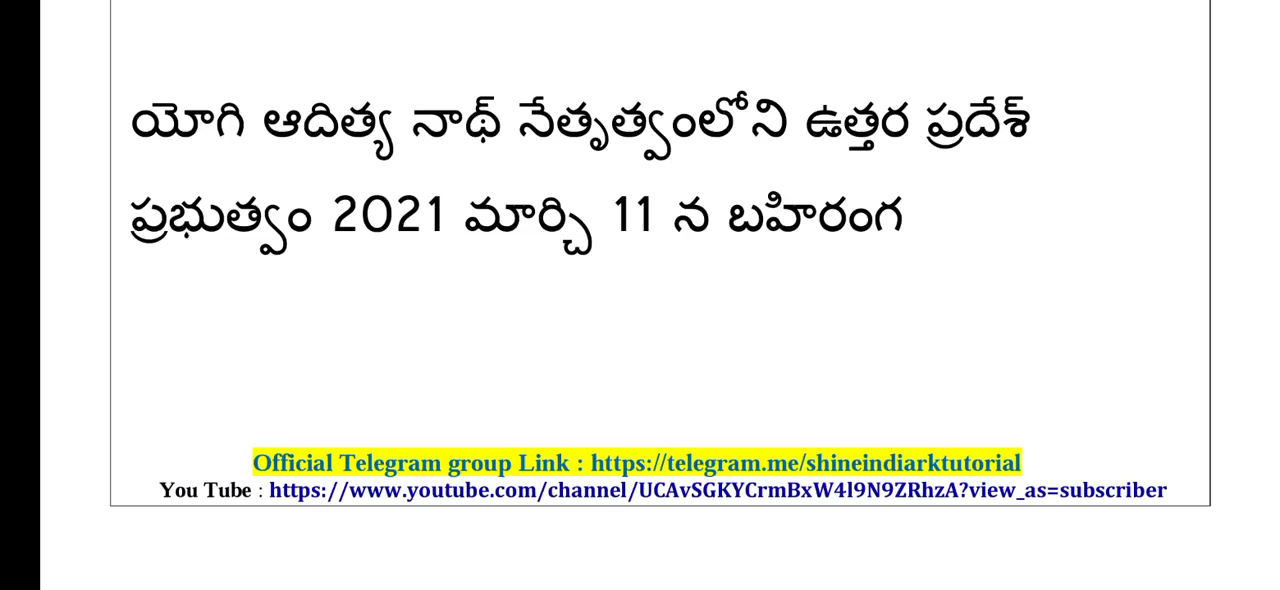 యోగి ఆదిత్య నాథ్ నేతృత్వంలోని ఉత్తర ప్రదేశ్
ప్రభుత్వం 2021 మార్చి 11 న బహిరంగ
Official Telegram group Link : https://telegram.me/shineindiarktutorial
You Tube : https://www.youtube.com/channel/UCAvSGKYCrmBxW4l9N9ZRhzA?view_as=subscriber